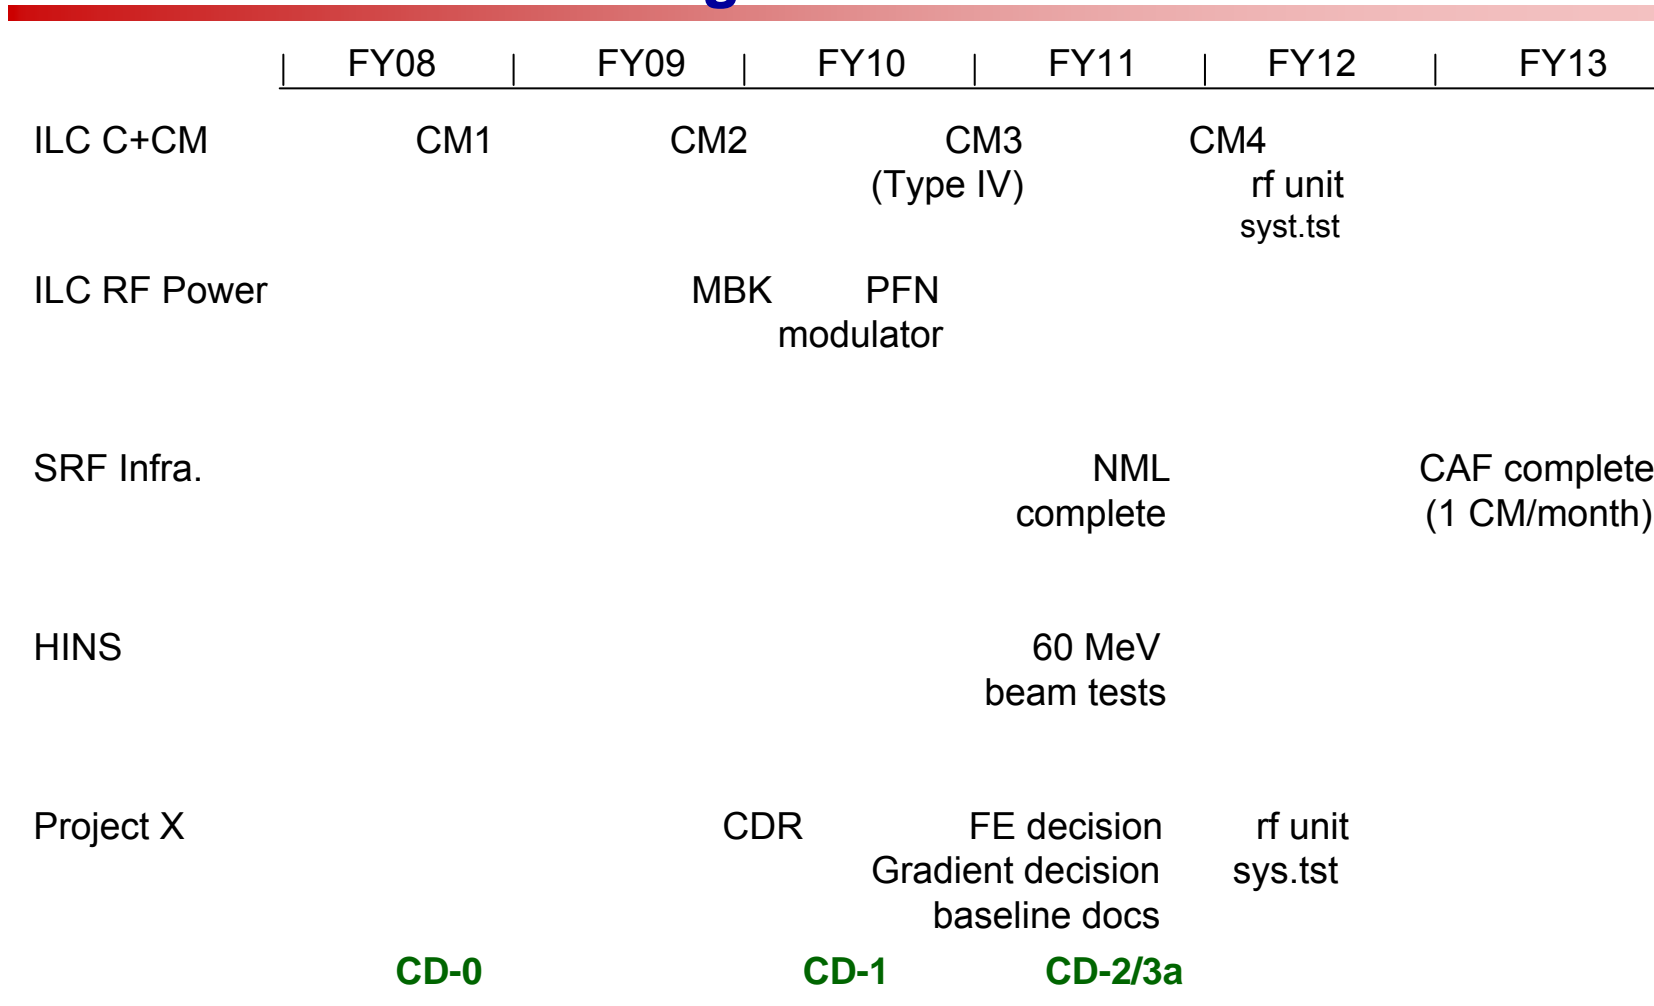 | FY08 | FY09 | FY10 | FY11 | FY12 | FY13
ILC C+CM CM1 CM2 CM3 CM4
(Type IV) rf unit
syst.tst
ILC RF Power MBK PFN
modulator
SRF Infra. NML CAF complete
complete (1 CM/month)
HINS 60 MeV
beam tests
Project X CDR FE decision rf unit
Gradient decision sys.tst
baseline docs
CD-0 CD-1 CD-2/3a